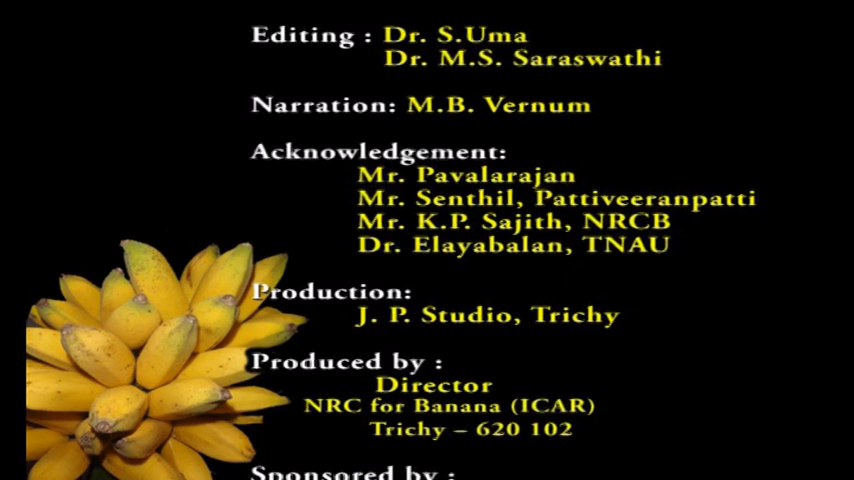 Editing : Dr. S.Uma
Dr. M.S. Saraswathi
Narration: M.B. Vernum
Acknowledgement:
Mr. Pavalarajan
Mr. Senthil, Pattiveeranpatti
Mr. K.P. Sajith, NRCB
Dr. Elayabalan, TNAU
Production:
J. P. Studio, Trichy
Produced by :
Director
NRC for Banana (ICAR)
Trichy – 620 102
Sponsored by :